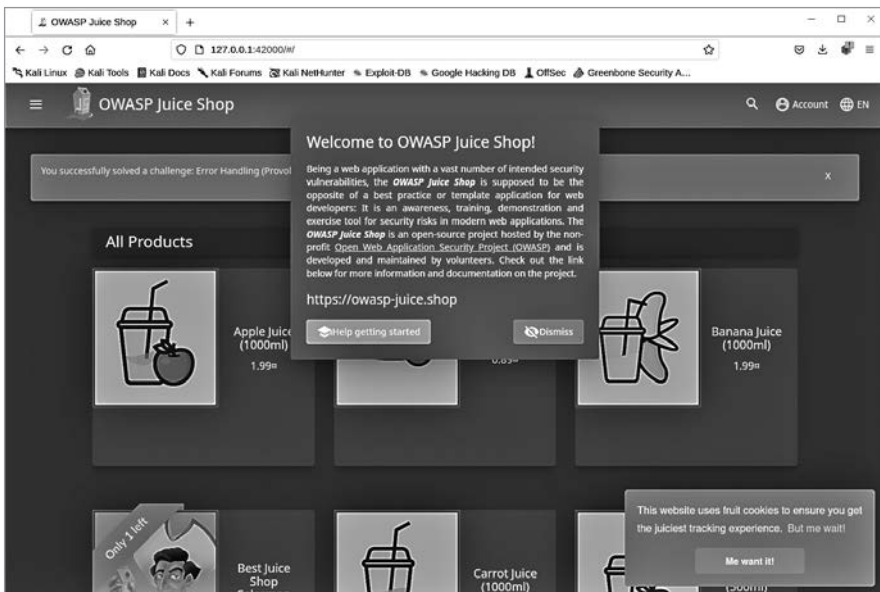 OWASP Juice Shop
127.0.0.1:42000/#/
Kali Linux Kali Tools Kali Docs Kali Forums Kali NetHunter Exploit-DB Google Hacking DB OffSec Greenbone Security A...
OWASP Juice Shop
Account EN
You successfully solved a challenge: Error Handling (Provo
X
Welcome to OWASP Juice Shop!
Being a web application with a vast number of intended security
vulnerabilities, the OWASP Juice Shop is supposed to be the
opposite of a best practice or template application for web
developers: It is an awareness, training, demonstration and
exercise tool for security risks in modern web applications. The
OWASP Juice Shop is an open-source project hosted by the non-
profit Open Web Application Security Project (OWASP) and is
developed and maintained by volunteers. Check out the link
below for more information and documentation on the project.
https://owasp-juice.shop
Help getting started
Dismiss
All Products
Apple Juice
(1000ml)
1.99¤
0.89¤
Banana Juice
(1000ml)
1.99¤
Only 1 left
Best Juice
Shop
Carrot Juice
(1000ml)
(500ml)
This website uses fruit cookies to ensure you get
the juiciest tracking experience. But me wait!
Me want it!